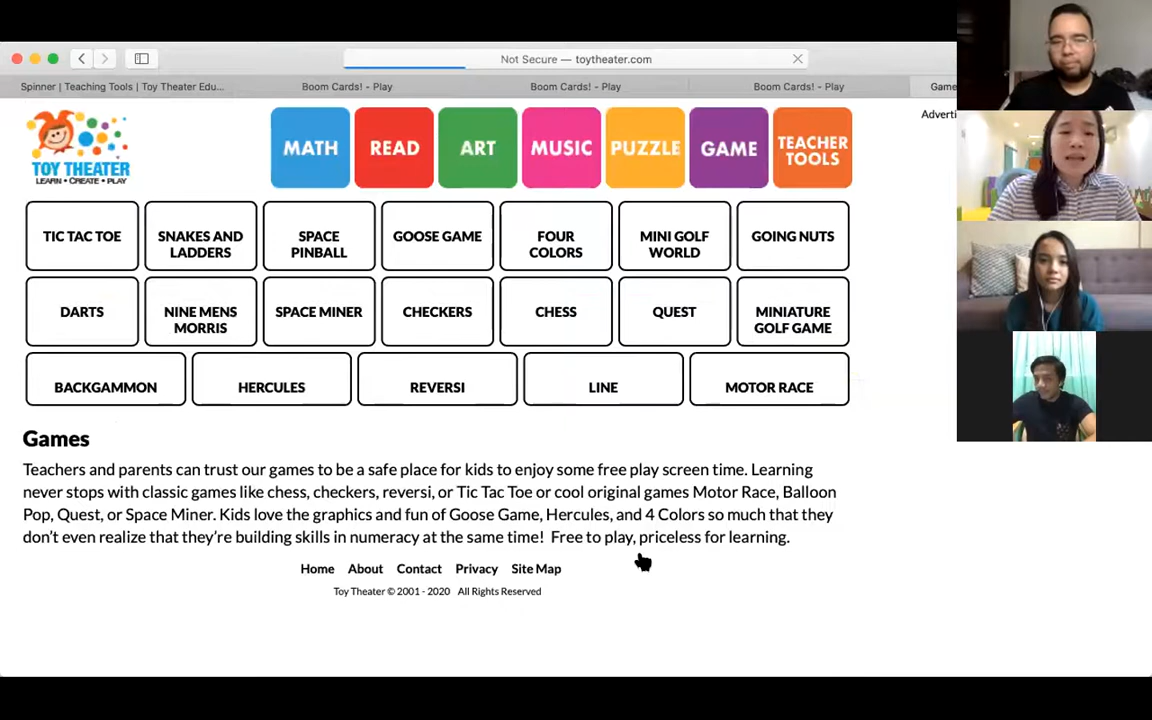 Not Secure — toytheater.com
Spinner | Teaching Tools | Toy Theater Edu...
Boom Cards! - Play
Boom Cards! - Play
Boom Cards! - Play
Game
Adverti
TOY THEATER
LEARN • CREATE • PLAY
MATH
READ
ART
MUSIC
PUZZLE
GAME
TEACHER
TOOLS
TIC TAC TOE
SNAKES AND
LADDERS
SPACE
PINBALL
GOOSE GAME
FOUR
COLORS
MINI GOLF
WORLD
GOING NUTS
DARTS
NINE MENS
MORRIS
SPACE MINER
CHECKERS
CHESS
QUEST
MINIATURE
GOLF GAME
BACKGAMMON
HERCULES
REVERSI
LINE
MOTOR RACE
Games
Teachers and parents can trust our games to be a safe place for kids to enjoy some free play screen time. Learning
never stops with classic games like chess, checkers, reversi, or Tic Tac Toe or cool original games Motor Race, Balloon
Pop, Quest, or Space Miner. Kids love the graphics and fun of Goose Game, Hercules, and 4 Colors so much that they
don't even realize that they're building skills in numeracy at the same time! Free to play, priceless for learning.
Home About Contact Privacy Site Map
Toy Theater © 2001 - 2020 All Rights Reserved